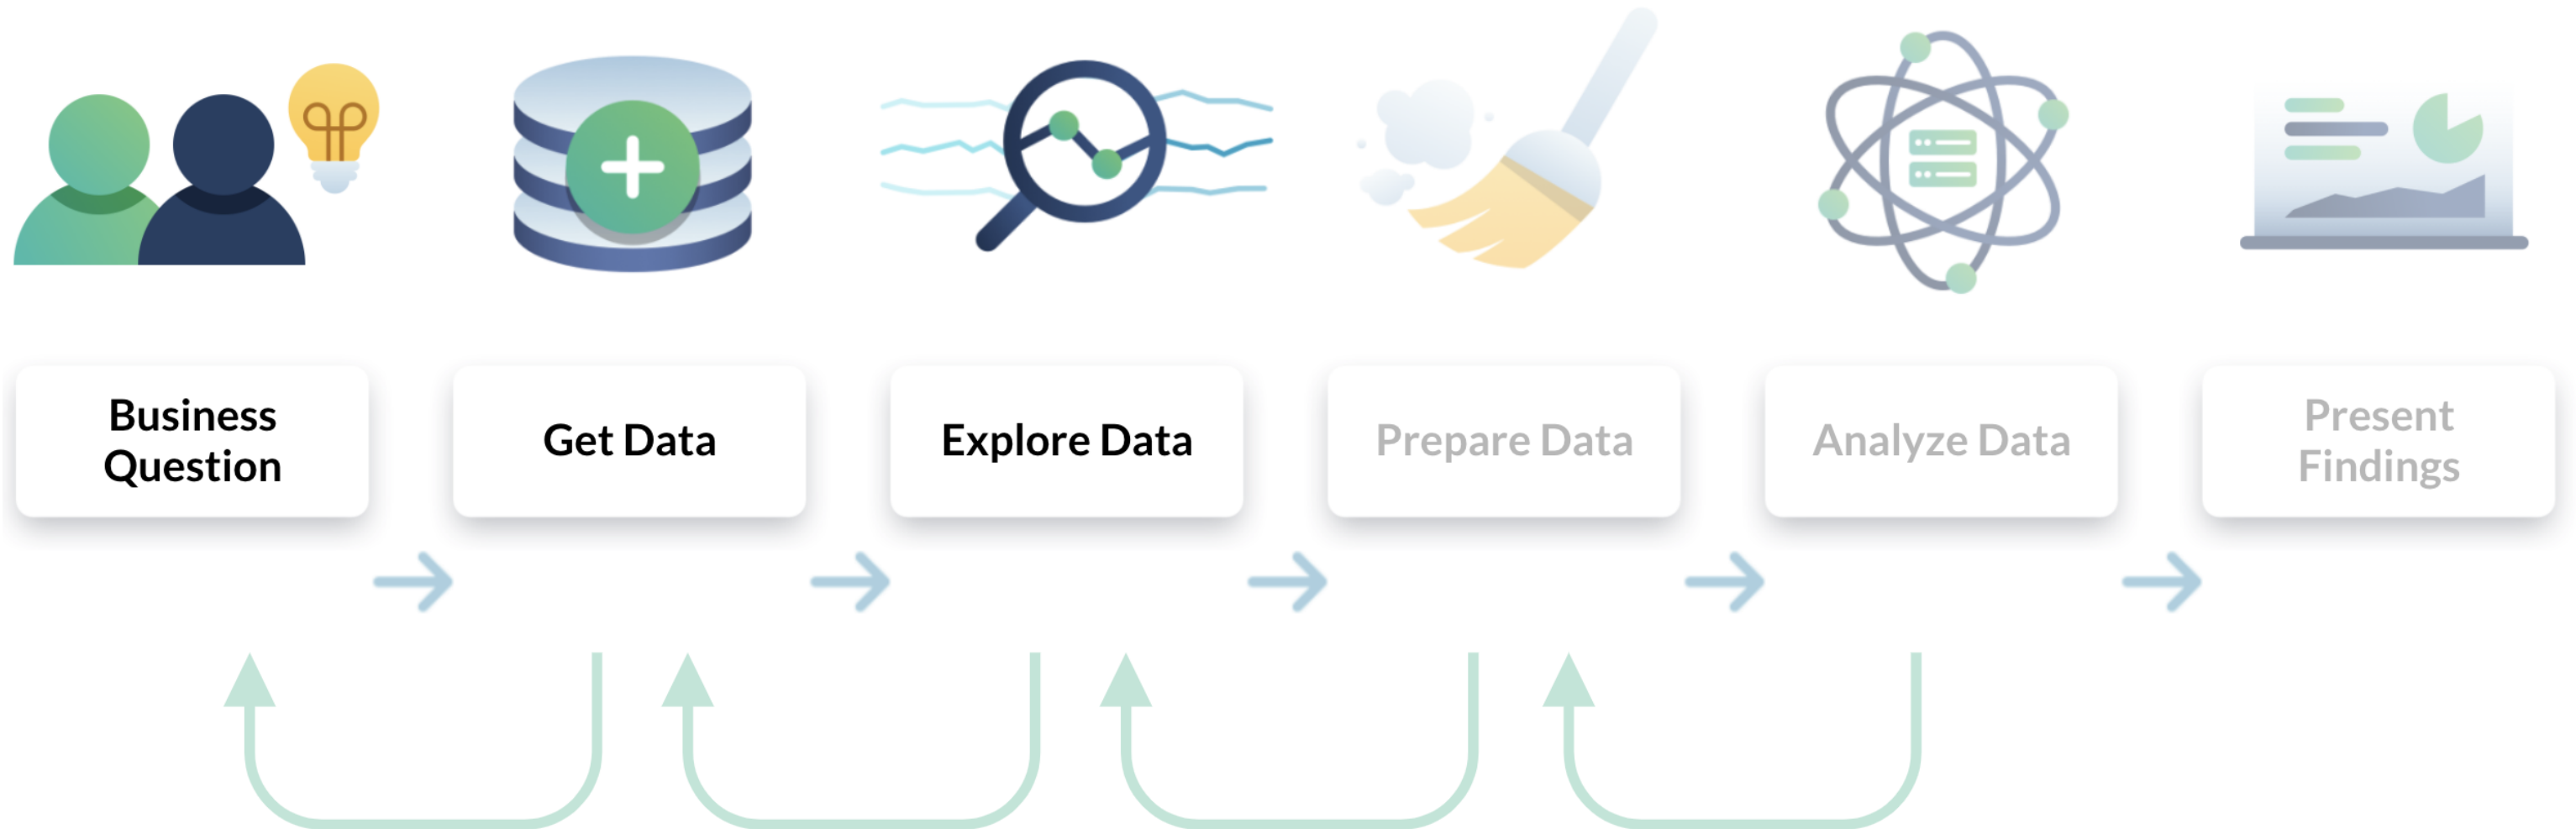 Business
Question
Get Data
Explore Data
Prepare Data
Analyze Data
Present
Findings